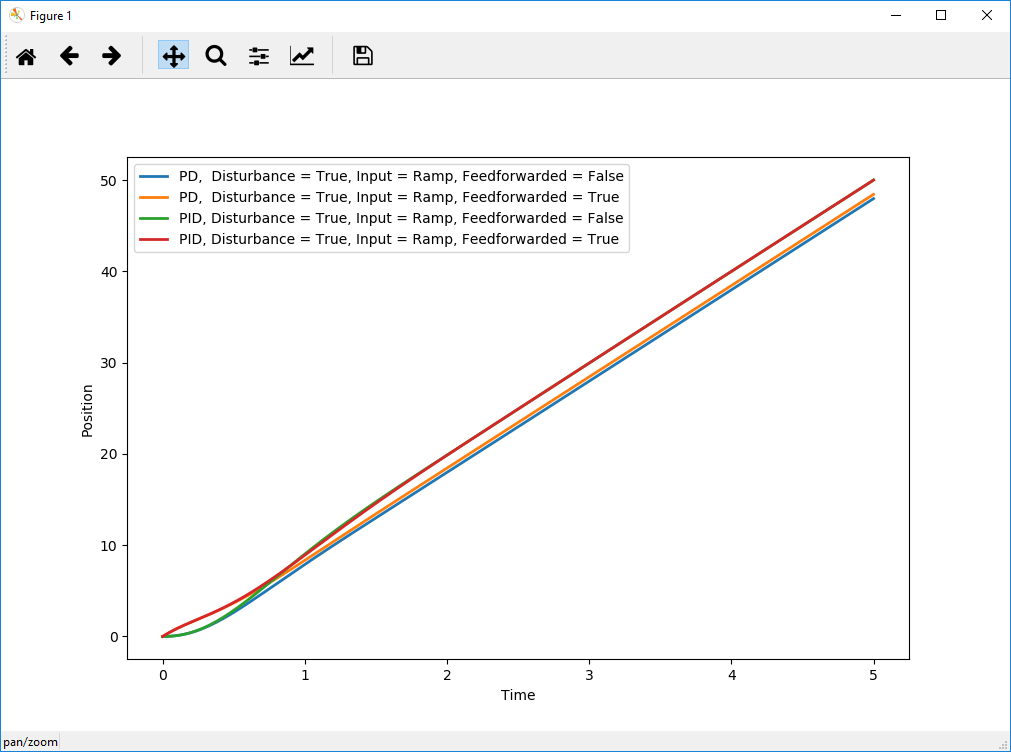 Figure 1
PD,  Disturbance = True, Input = Ramp, Feedforwarded = False
PD,  Disturbance = True, Input = Ramp, Feedforwarded = True
PID, Disturbance = True, Input = Ramp, Feedforwarded = False
PID, Disturbance = True, Input = Ramp, Feedforwarded = True
50
40
30
20
10
0
Position
0 1 2 3 4 5
Time
pan/zoom